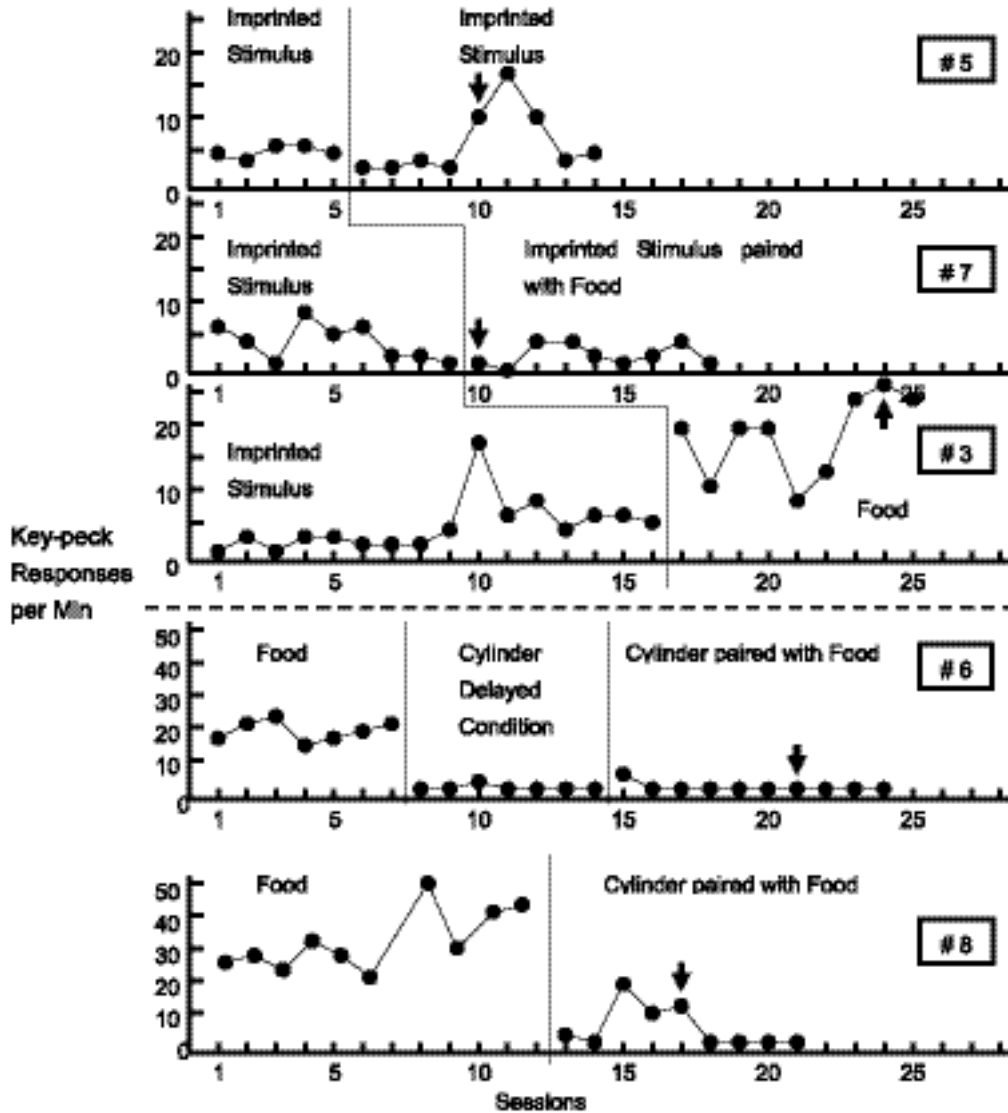 Imprinted
Stimulus
Imprinted
Stimulus
# 5
20
10
0
1 5 10 15 20 25
Imprinted
Stimulus
Imprinted Stimulus paired
with Food
# 7
20
10
0
1 5 10 15 20 25
Imprinted
Stimulus
# 3
Food
20
10
0
1 5 10 15 20 25
Key-peck
Responses
per Min
Food
Cylinder
Delayed
Condition
Cylinder paired with Food
# 6
50
40
30
20
10
0
1 5 10 15 20 25
Food
Cylinder paired with Food
# 8
50
40
30
20
10
0
1 5 10 15 20 25
Sessions